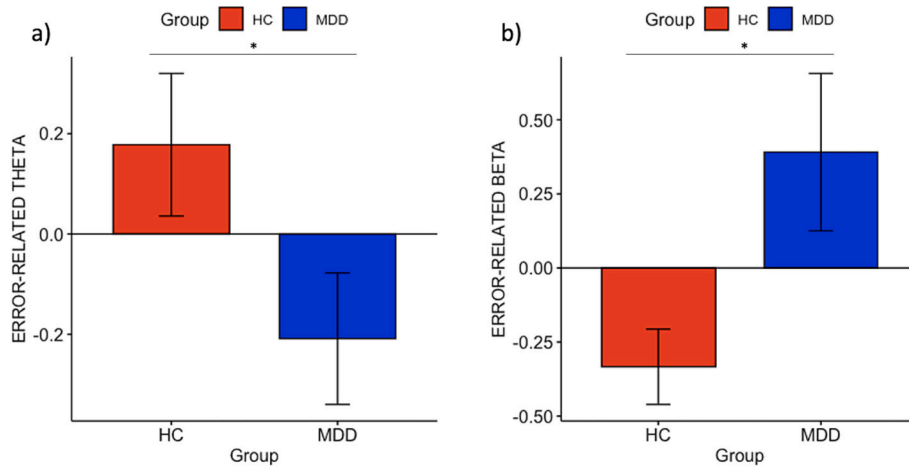 a)
Group HC MDD
*
ERROR-RELATED THETA
0.2
0.0
-0.2
HC MDD
Group
b)
Group HC MDD
*
ERROR-RELATED BETA
0.50
0.25
0.00
-0.25
-0.50
HC MDD
Group